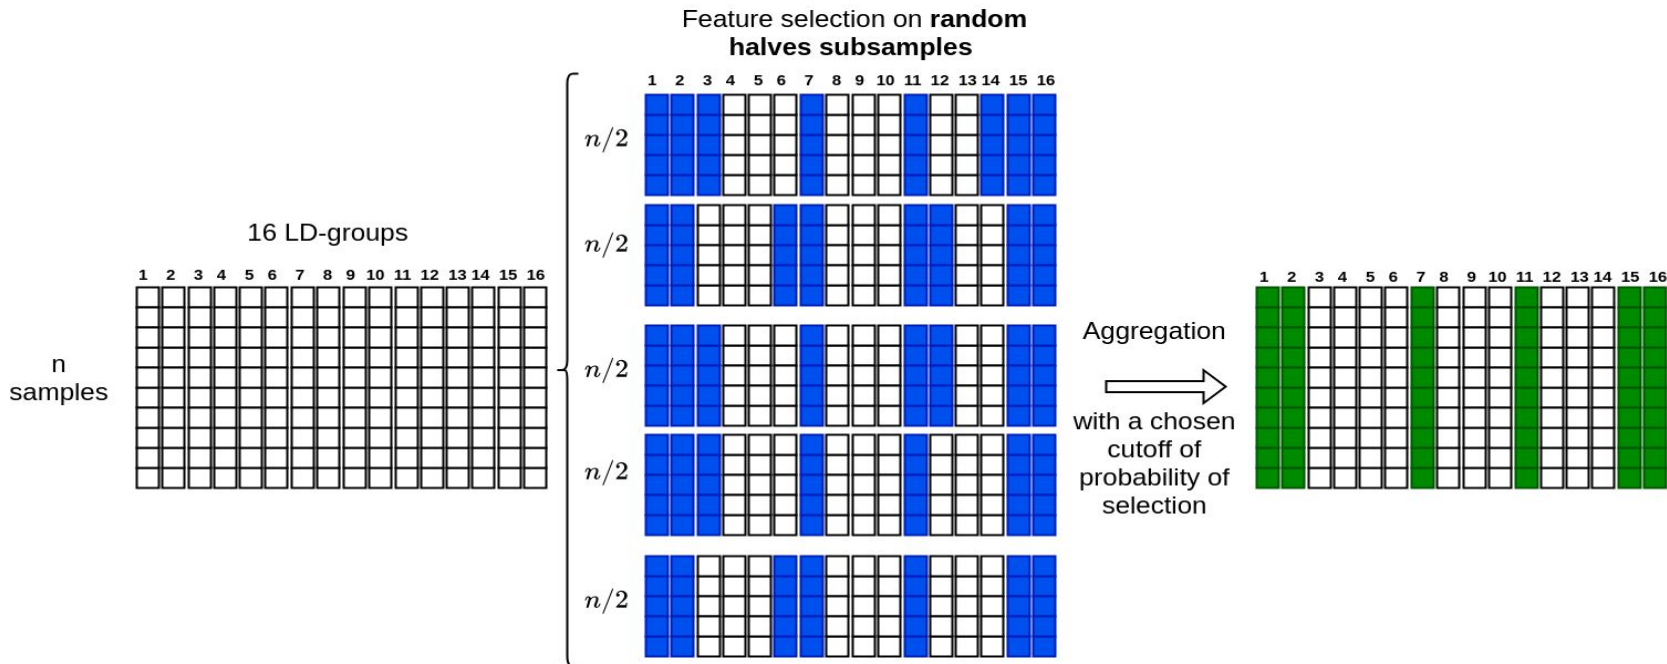 Feature selection on random
halves subsamples
1 2 3 4 5 6 7 8 9 10 11 12 13 14 15 16
n/2
n/2
n/2
n/2
n/2
16 LD-groups
1 2 3 4 5 6 7 8 9 10 11 12 13 14 15 16
n
samples
Aggregation
with a chosen
cutoff of
probability of
selection
1 2 3 4 5 6 7 8 9 10 11 12 13 14 15 16